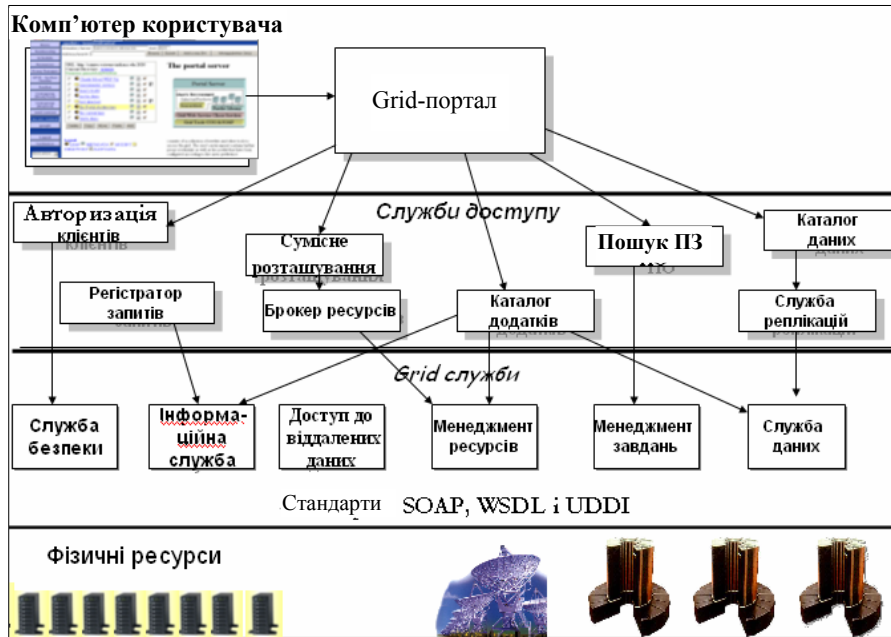 Комп’ютер користувача
The portal server
Portal Server
Grid-портал
Служби доступу
Авторизація
клієнтів
Сумісне
розташування
Пошук ПЗ
Каталог
даних
Регістратор
запитів
Брокер ресурсів
Каталог
додатків
Служба
реплікацій
Grid служби
Служба
безпеки
Інформа-
ційна
служба
Доступ до
віддалених
даних
Менеджмент
ресурсів
Менеджмент
завдань
Служба
даних
Стандарти SOAP, WSDL і UDDI
Фізичні ресурси